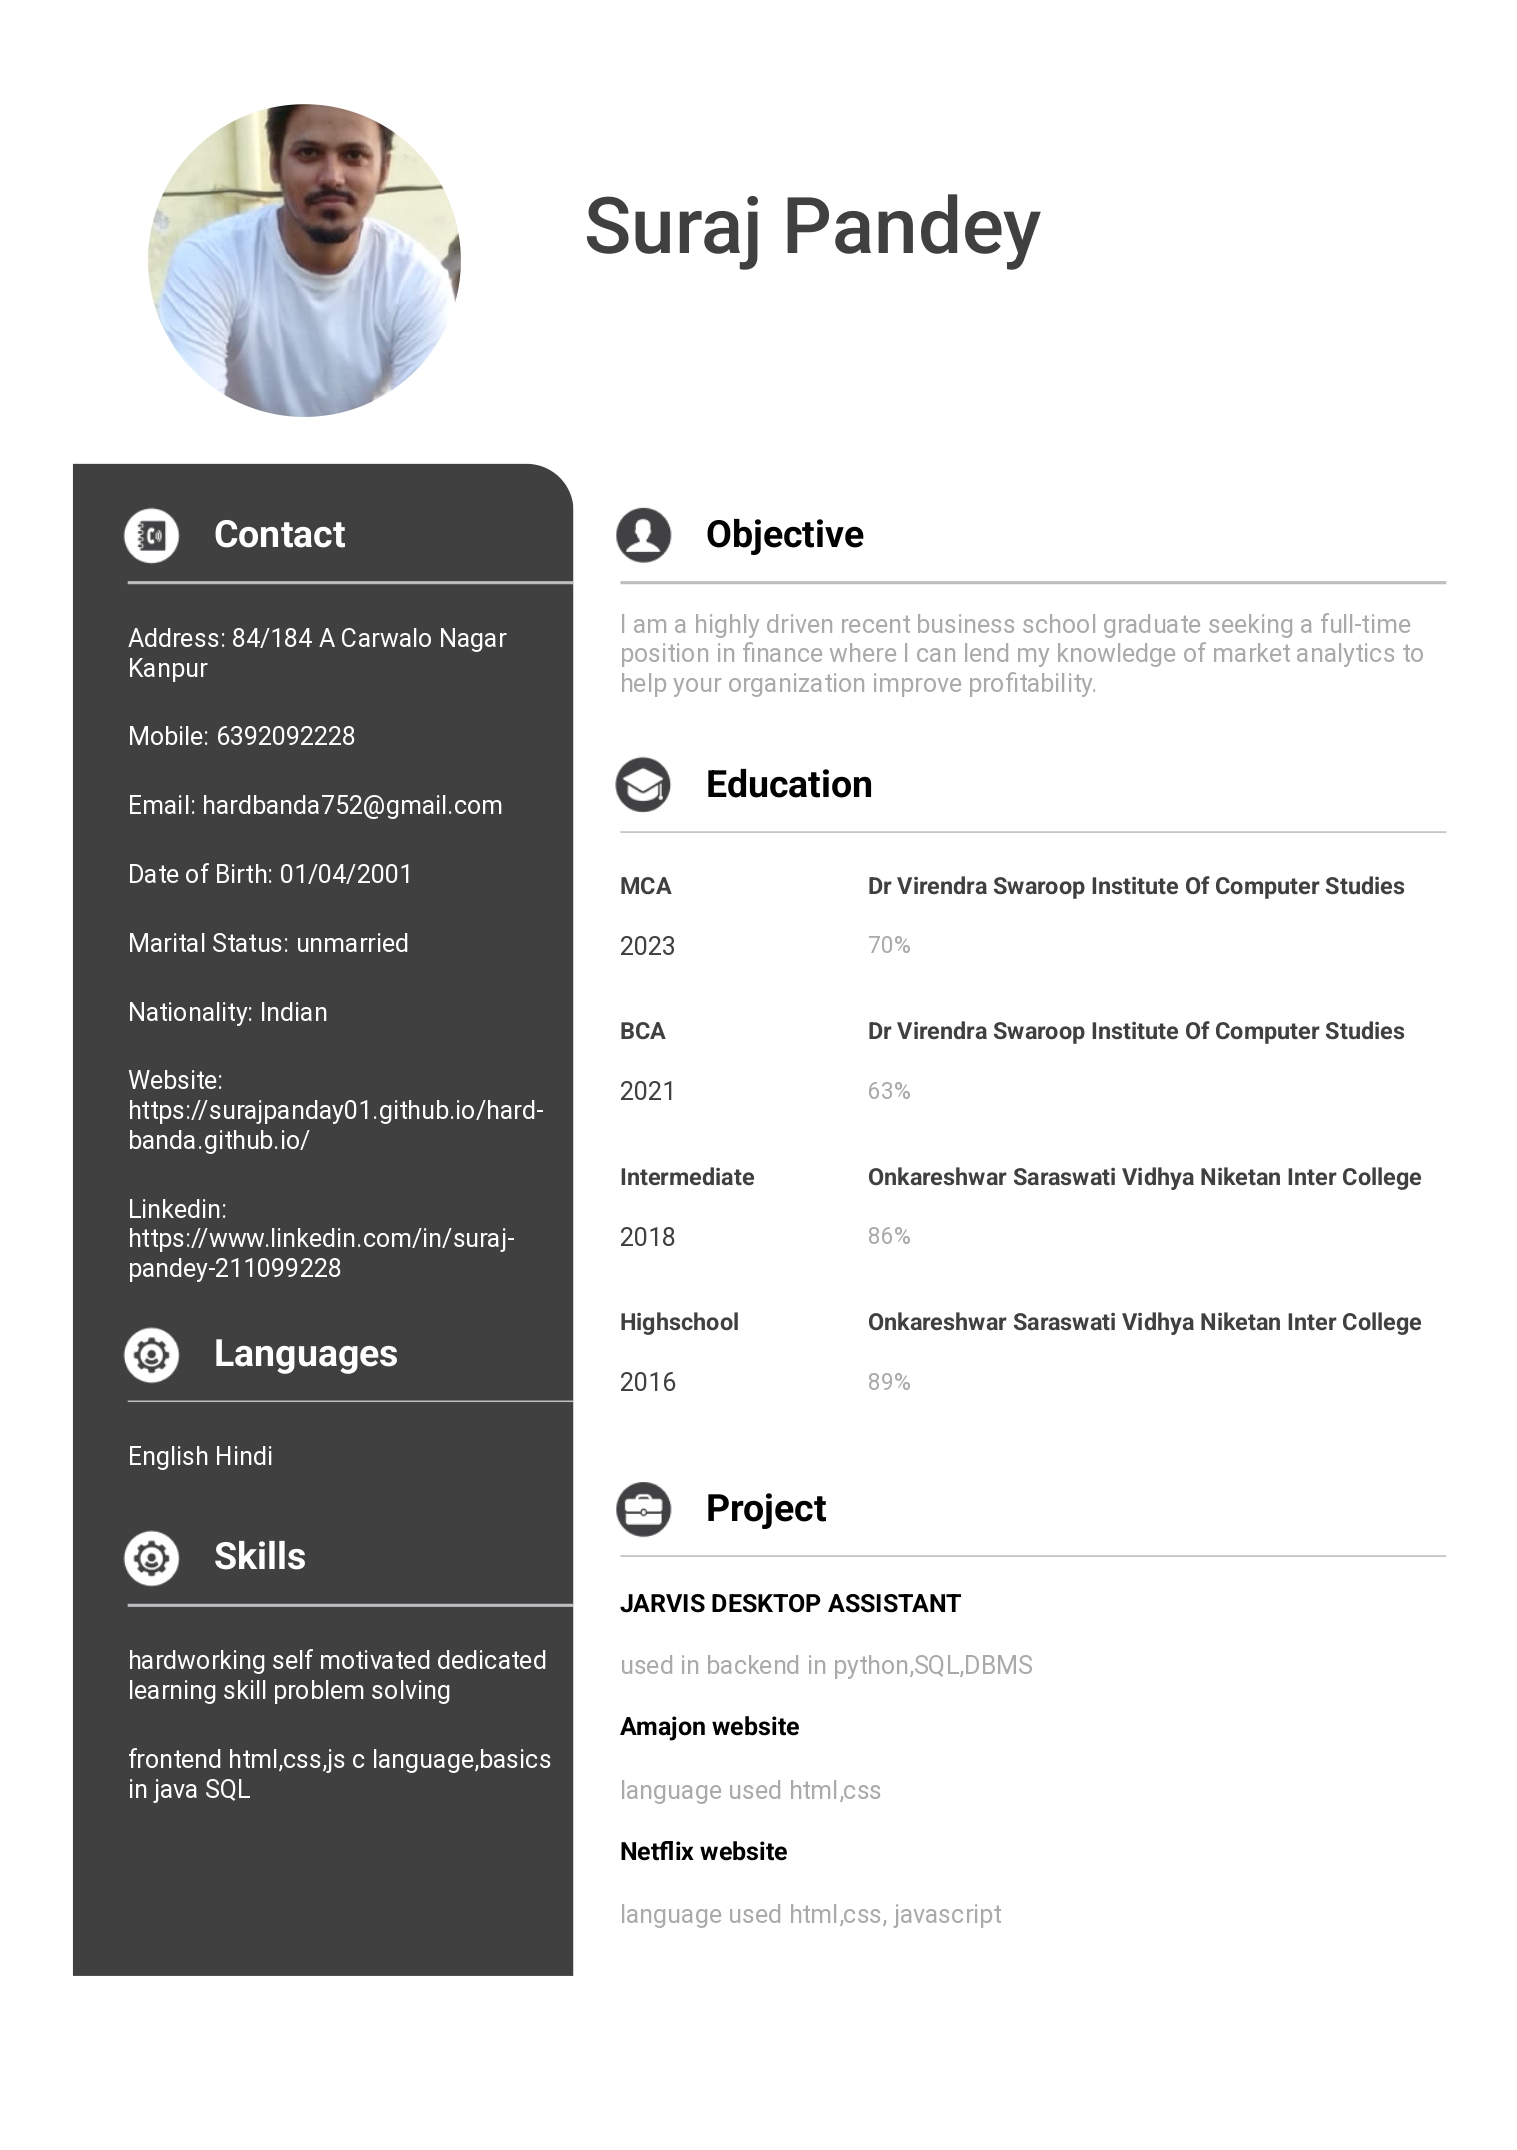 Suraj Pandey
Contact
Address: 84/184 A Carwalo Nagar
Kanpur
Mobile: 6392092228
Email: hardbanda752@gmail.com
Date of Birth: 01/04/2001
Marital Status: unmarried
Nationality: Indian
Website:
https://surajpanday01.github.io/hard-
banda.github.io/
Linkedin:
https://www.linkedin.com/in/suraj-
pandey-211099228
Languages
English Hindi
Skills
hardworking self motivated dedicated
learning skill problem solving
frontend html,css,js c language,basics
in java SQL
Objective
I am a highly driven recent business school graduate seeking a full-time
position in finance where I can lend my knowledge of market analytics to
help your organization improve profitability.
Education
MCA Dr Virendra Swaroop Institute Of Computer Studies
2023 70%
BCA Dr Virendra Swaroop Institute Of Computer Studies
2021 63%
Intermediate Onkareshwar Saraswati Vidhya Niketan Inter College
2018 86%
Highschool Onkareshwar Saraswati Vidhya Niketan Inter College
2016 89%
Project
JARVIS DESKTOP ASSISTANT
used in backend in python,SQL,DBMS
Amajon website
language used html,css
Netflix website
language used html,css, javascript